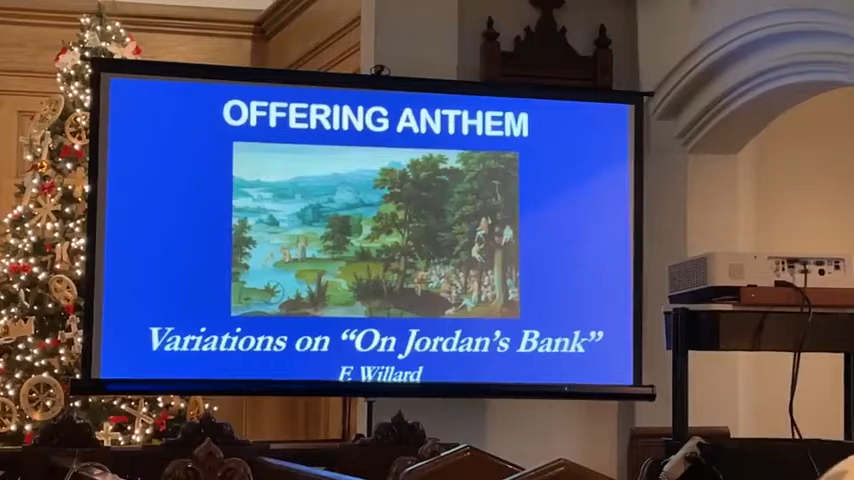 OFFERING ANTHEM
Variations on “On Jordan’s Bank”
F. Willard